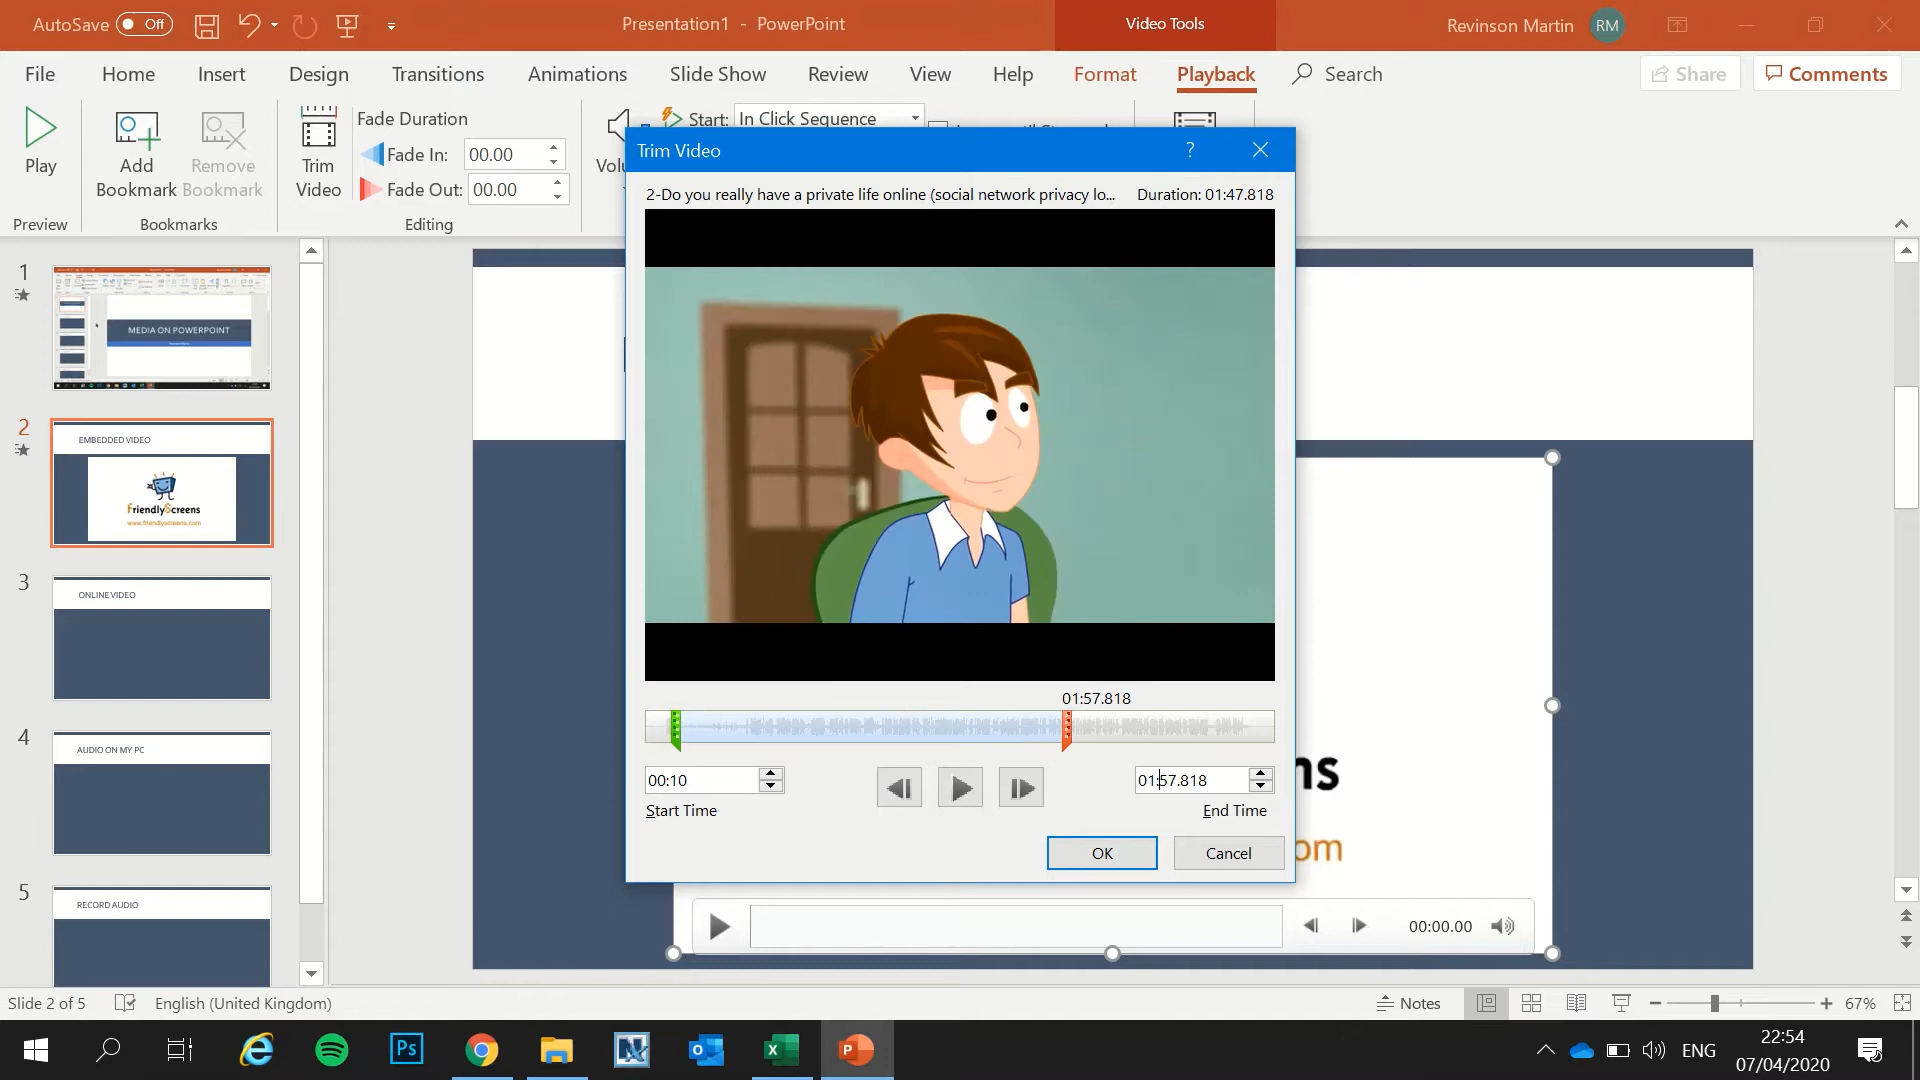 AutoSave Off
Presentation1 - PowerPoint
Video Tools
Revinson Martin RM
File Home Insert Design Transitions Animations Slide Show Review View Help Format Playback Search Share Comments
Play
Add Bookmark
Remove Bookmark
Trim Video
Fade Duration
Fade In: 00.00
Fade Out: 00.00
Start: In Click Sequence
Preview Bookmarks Editing
Trim Video ?
2-Do you really have a private life online (social network privacy lo... Duration: 01:47.818
01:57.818
00:10
01:57.818
Start Time
End Time
OK Cancel
1
MEDIA ON POWERPOINT
2
EMBEDDED VIDEO
FriendlyScreens
www.friendlyscreens.com
3
ONLINE VIDEO
4
AUDIO ON MY PC
5
RECORD AUDIO
ns
om
00:00.00
Slide 2 of 5 English (United Kingdom) Notes 67%
Ps
ENG
22:54
07/04/2020